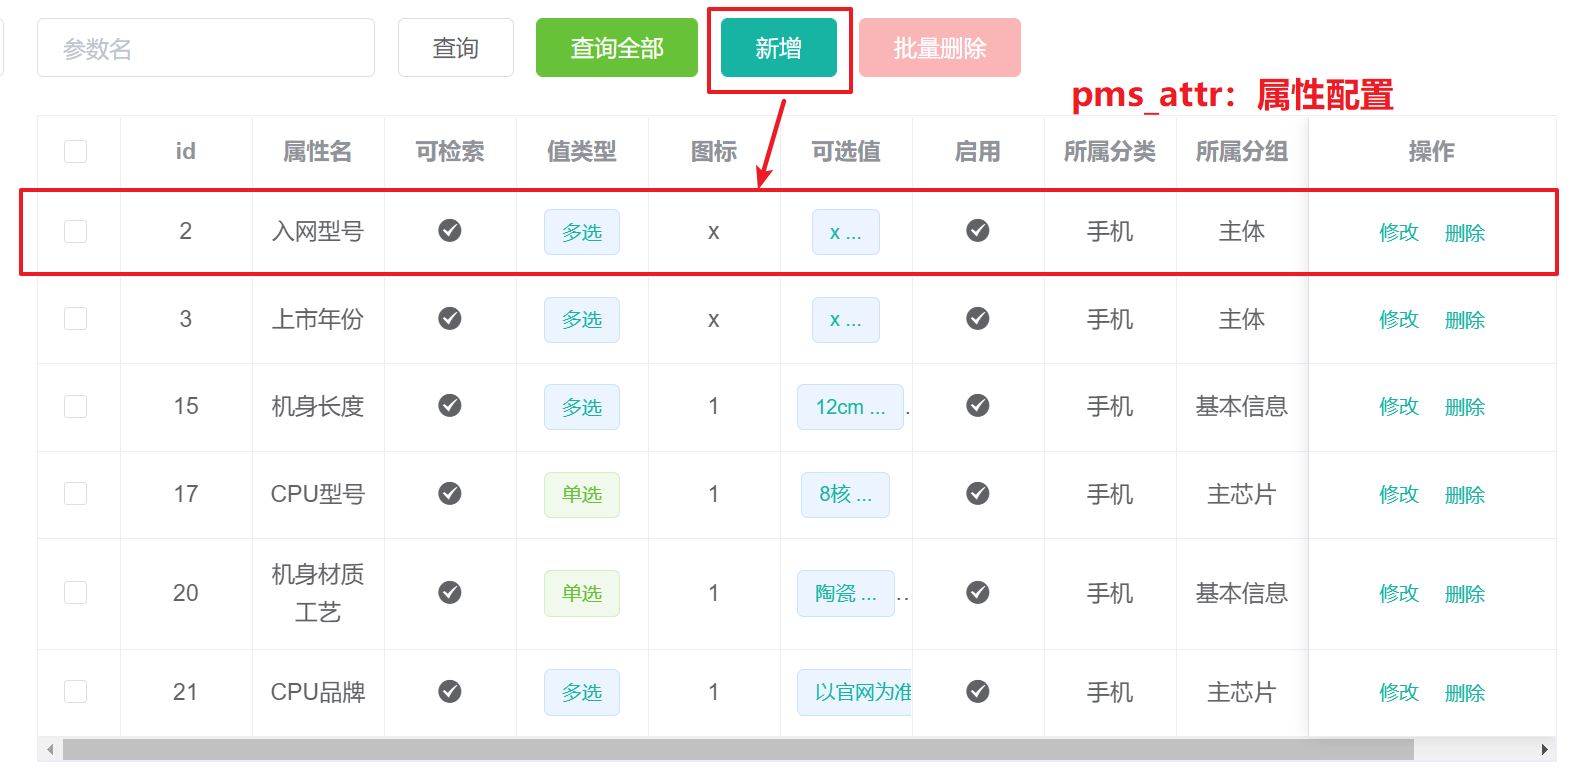 参数名 查询 查询全部 新增 批量删除
pms_attr：属性配置
id 属性名 可检索 值类型 图标 可选值 启用 所属分类 所属分组 操作
2 入网型号 多选 x x ... 手机 主体 修改 删除
3 上市年份 多选 x x ... 手机 主体 修改 删除
15 机身长度 多选 1 12cm ... . 手机 基本信息 修改 删除
17 CPU型号 单选 1 8核 ... 手机 主芯片 修改 删除
20 机身材质 单选 1 陶瓷 ... .. 手机 基本信息 修改 删除
工艺
21 CPU品牌 多选 1 以官网为准 手机 主芯片 修改 删除